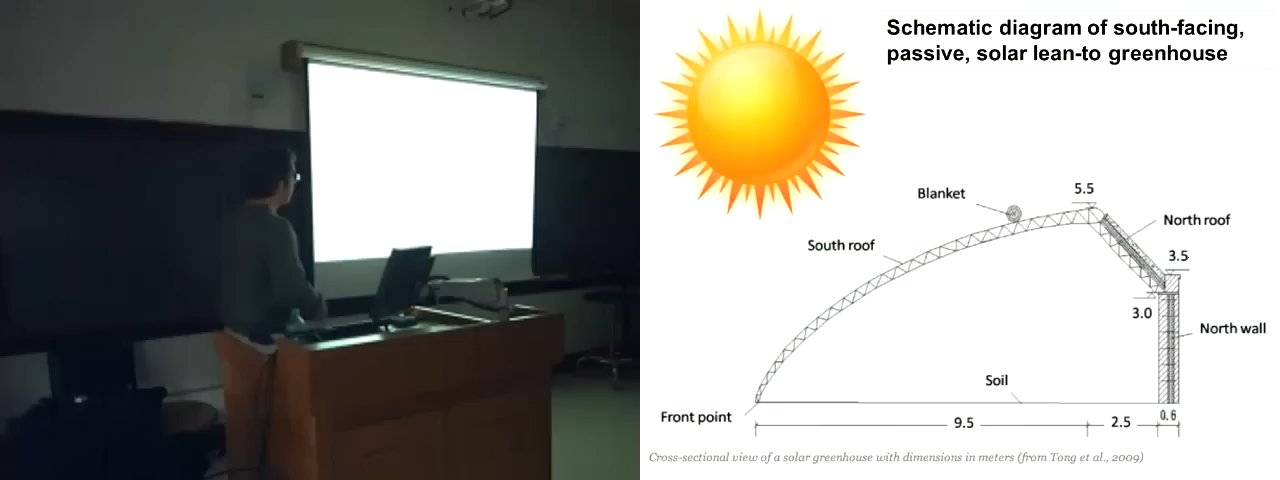 Schematic diagram of south-facing,
passive, solar lean-to greenhouse
Blanket
5.5
North roof
South roof
3.5
3.0
North wall
Soil
Front point
9.5
2.5
0.6
Cross-sectional view of a solar greenhouse with dimensions in meters (from Tong et al., 2009)